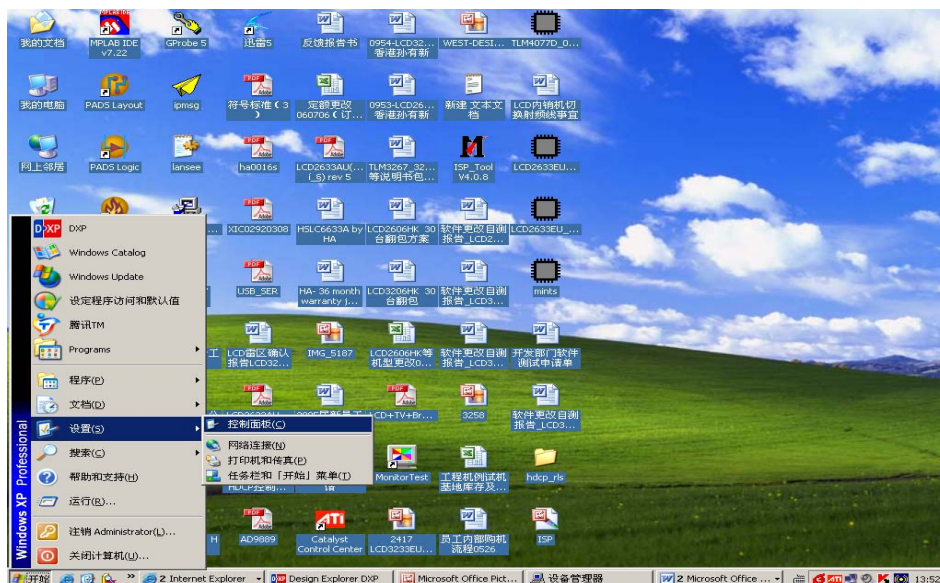 我的文档
MPLAB IDE
v7.22
GProbe 5
迅雷5
反馈报告书
0954-LCD32...
香港孙有新
WEST-DESI...
TLM4077D_0...
我的电脑
PADS Layout
ipmsg
符号标准(3
)
定额更改
060706(订...
0953-LCD26...
香港孙有新
新建 文本文
档
LCD内销机切
换射频线事宜
网上邻居
PADS Logic
lansee
ha0016s
LCD2633AU(...
(_S) rev 5
TLM3267_32...
等说明书包...
ISP_Tool
V4.0.8
LCD2633EU...
XIC02920308
HSLC6633A by
HA
LCD2606HK 30
台翻包方案
软件更改自测
报告_LCD2...
LCD2633EU_...
USB_SER
HA- 36 month
warranty j...
LCD3206HK 30
台翻包
软件更改自测
报告_LCD3...
mints
LCD雷区确认
报告LCD32...
IMG_5187
LCD2606HK等
机型更改0...
软件更改自测
报告_LCD3...
开发部门软件
测试申请单
LCD+TV+Br...
3258
软件更改自测
报告_LCD3...
MonitorTest
工程机例试机
基地库存及...
hdcp_rls
H
AD9889
Catalyst
Control Center
2417
LCD3233EU...
员工内部购机
流程0526
ISP
DXP
Windows Catalog
Windows Update
设定程序访问和默认值
腾讯TM
Programs
程序(P)
文档(D)
设置(S)
搜索(C)
帮助和支持(H)
运行(R)...
注销 Administrator(L)...
关闭计算机(U)...
Windows XP Professional
控制面板(C)
网络连接(N)
打印机和传真(P)
任务栏和「开始」菜单(T)
开始
2 Internet Explorer
Design Explorer DXP
Microsoft Office Pict...
设备管理器
2 Microsoft Office ...
13:57